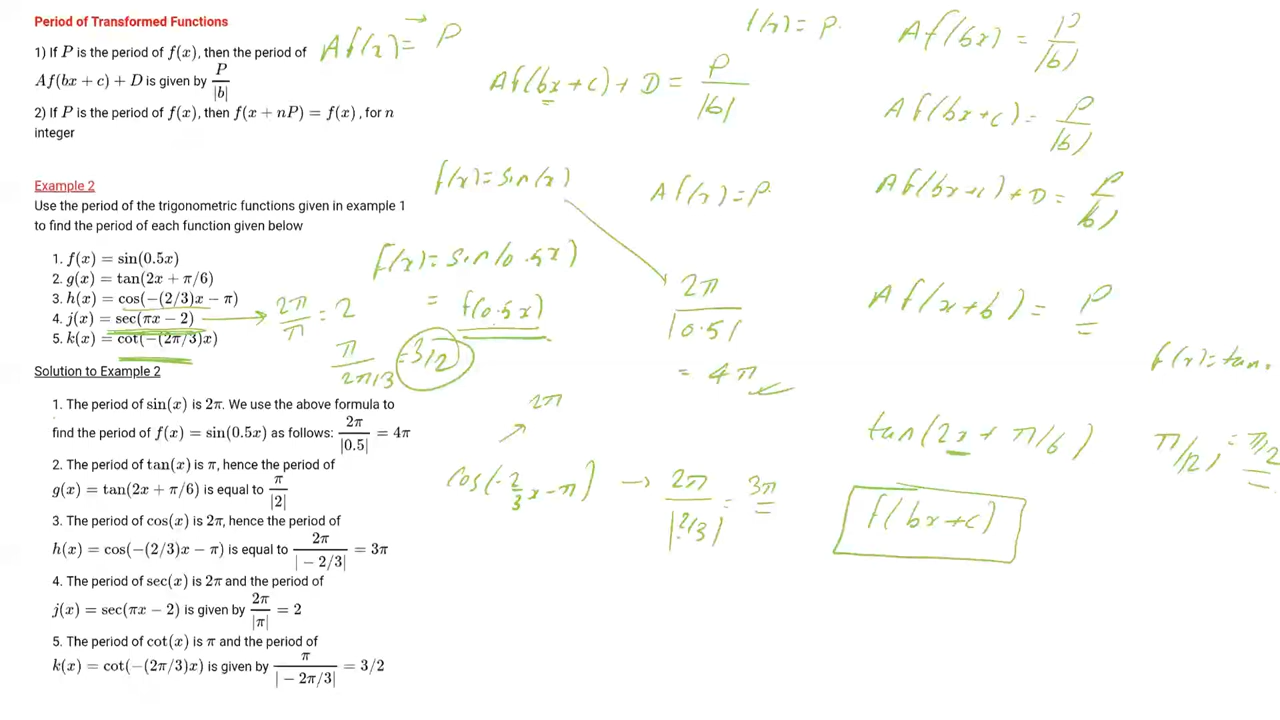 Period of Transformed Functions
1) If P is the period of f(x), then the period of
Af(bx + c) + D is given by P/|b|
2) If P is the period of f(x), then f(x + nP) = f(x), for n
integer
Af(x) = → P
Af(bx+c) + D = P/|b|
f(x) = P.
Af(bx) = P/|b|
Af(bx+c) = P/|b|
Af(bx+c) + D = P/|b|
Af(x+b) = P
Example 2
Use the period of the trigonometric functions given in example 1
to find the period of each function given below
1. f(x) = sin(0.5x)
2. g(x) = tan(2x + π/6)
3. h(x) = cos(−(2/3)x − π)
4. j(x) = sec(πx − 2)
5. k(x) = cot(−(2π/3)x)
2π/π = 2
π/2π/3 = 3/2
f(x) = sin(x)
Af(x) = P.
f(x) = sin(0.5x)
= f(0.5x)
2π/|0.5|
= 4π
Solution to Example 2
1. The period of sin(x) is 2π. We use the above formula to
find the period of f(x) = sin(0.5x) as follows: 2π/|0.5| = 4π
2. The period of tan(x) is π, hence the period of
g(x) = tan(2x + π/6) is equal to π/|2|
3. The period of cos(x) is 2π, hence the period of
h(x) = cos(−(2/3)x − π) is equal to 2π/|−2/3| = 3π
4. The period of sec(x) is 2π and the period of
j(x) = sec(πx − 2) is given by 2π/|π| = 2
5. The period of cot(x) is π and the period of
k(x) = cot(−(2π/3)x) is given by π/|−2π/3| = 3/2
2π
cos(-2/3x-π) → 2π/|2/3| = 3π
f(x) = tan
tan(2x + π/6)
π/|2| = π/2
f(bx+c)